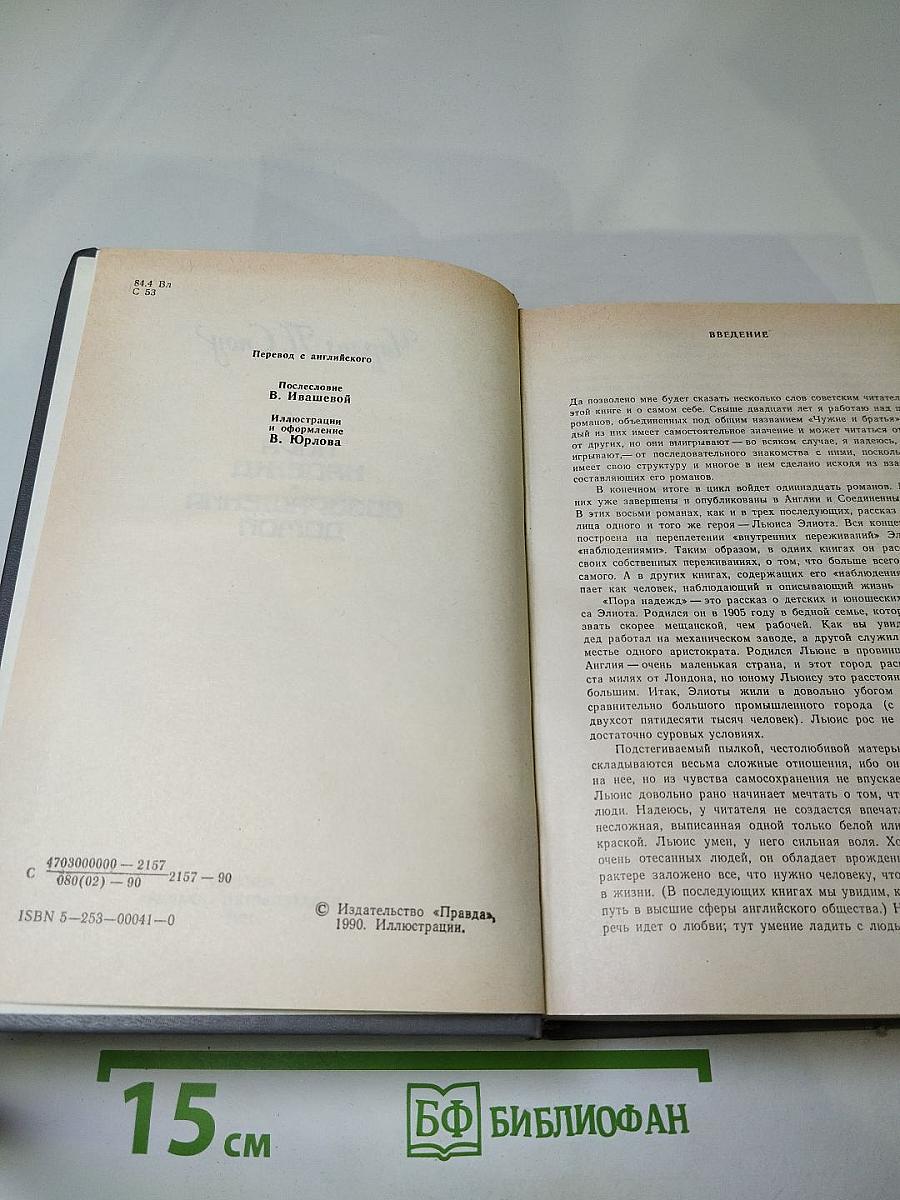 84.4 Вл
С 53
Перевод с английского
Послесловие
В. Ивашевой
Иллюстрации
и оформление
В. Юрлова
С 4703000000 — 2157 2157 — 90
080(02) — 90
ISBN 5—253—00041—0
© Издательство «Правда»,
1990. Иллюстрации.
ВВЕДЕНИЕ
Да позволено мне будет сказать несколько слов советским читател
этой книге и о самом себе. Свыше двадцати лет я работаю над
романов, объединенных под общим названием «Чужие и братья»
дый из них имеет самостоятельное значение и может читаться от
от других, но они выигрывают — во всяком случае, я надеюсь,
игрывают,— от последовательного знакомства с ними, посколь
имеет свою структуру и многое в нем сделано исходя из вза
составляющих его романов.
В конечном итоге в цикл войдет одиннадцать романов.
них уже завершены и опубликованы в Англии и Соединенны
В этих восьми романах, как и в трех последующих, рассказ
лица одного и того же героя — Льюиса Элиота. Вся концеп
построена на переплетении «внутренних переживаний» Эл
«наблюдениями». Таким образом, в одних книгах он расс
своих собственных переживаниях, о том, что больше всего
самого. А в других книгах, содержащих его «наблюдения
пает как человек, наблюдающий и описывающий жизнь
«Пора надежд» — это рассказ о детских и юношеских
са Элиота. Родился он в 1905 году в бедной семье, котор
звать скорее мещанской, чем рабочей. Как вы увид
дед работал на механическом заводе, а другой служил
местье одного аристократа. Родился Льюис в провинц
Англия — очень маленькая страна, и этот город расп
ста милях от Лондона, но юному Льюису это расстоян
большим. Итак, Элиоты жили в довольно убогом
сравнительно большого промышленного города (с
двухсот пятидесяти тысяч человек). Льюис рос не
достаточно суровых условиях.
Подстегиваемый пылкой, честолюбивой матерью
складываются весьма сложные отношения, ибо он
на нее, но из чувства самосохранения не впускае
Льюис довольно рано начинает мечтать о том, чт
люди. Надеюсь, у читателя не создастся впечатл
несложная, выписанная одной только белой или
краской. Льюис умен, у него сильная воля. Хо
очень отесанных людей, он обладает врожденн
рактере заложено все, что нужно человеку, что
в жизни. (В последующих книгах мы увидим, к
путь в высшие сферы английского общества.) Н
речь идет о любви; тут умение ладить с людь
15 см
БФ БИБЛИОФАН